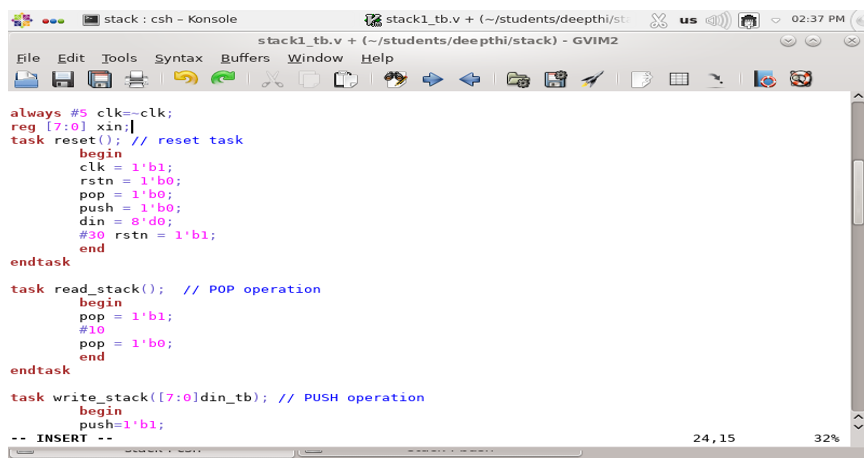 stack : csh – Konsole
stack1_tb.v + (~/students/deepthi/st
us
02:37 PM
stack1_tb.v + (~/students/deepthi/stack) - GVIM2
File Edit Tools Syntax Buffers Window Help
always #5 clk=~clk;
reg [7:0] xin;
task reset(); // reset task
begin
clk = 1'b1;
rstn = 1'b0;
pop = 1'b0;
push = 1'b0;
din = 8'd0;
#30 rstn = 1'b1;
end
endtask
task read_stack(); // POP operation
begin
pop = 1'b1;
#10
pop = 1'b0;
end
endtask
task write_stack([7:0]din_tb); // PUSH operation
begin
push=1'b1;
-- INSERT -- 24,15 32%